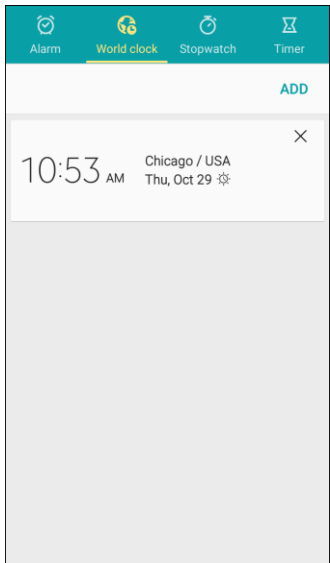 Alarm World clock Stopwatch Timer
ADD
10:53 AM
Chicago / USA
Thu, Oct 29